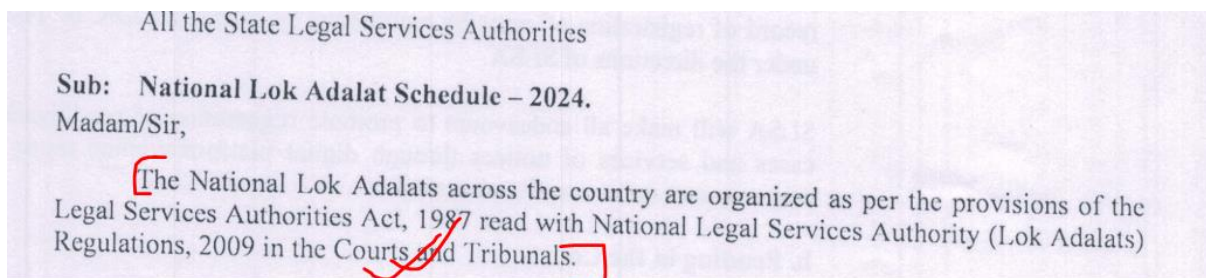 All the State Legal Services Authorities
Sub: National Lok Adalat Schedule – 2024.
Madam/Sir,
The National Lok Adalats across the country are organized as per the provisions of the
Legal Services Authorities Act, 1987 read with National Legal Services Authority (Lok Adalats)
Regulations, 2009 in the Courts and Tribunals.